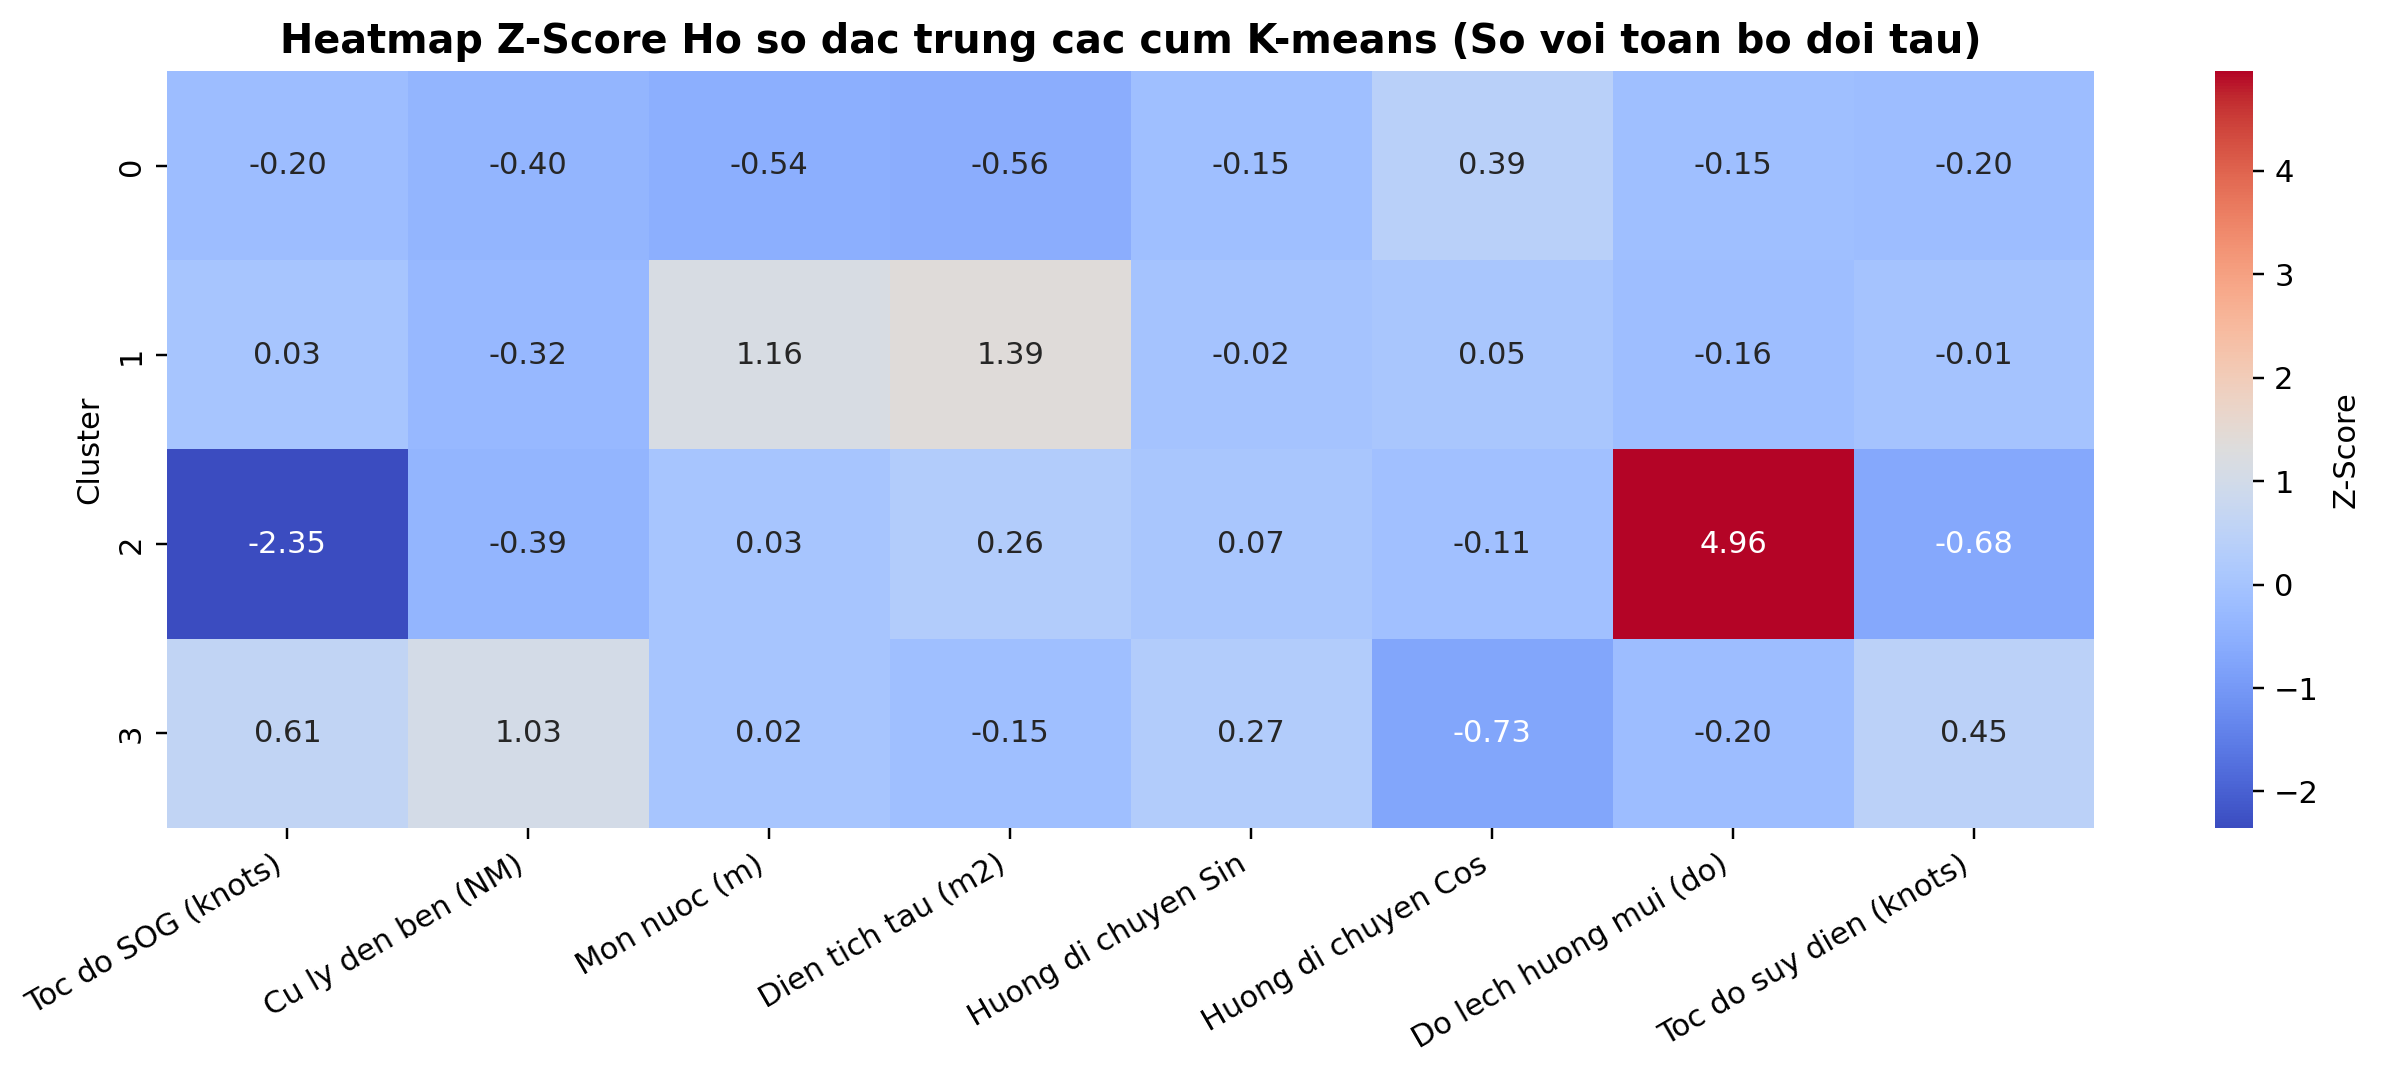 Heatmap Z-Score Ho so dac trung cac cum K-means (So voi toan bo doi tau)
Cluster
0
-0.20 -0.40 -0.54 -0.56 -0.15 0.39 -0.15 -0.20
1
0.03 -0.32 1.16 1.39 -0.02 0.05 -0.16 -0.01
2
-2.35 -0.39 0.03 0.26 0.07 -0.11 4.96 -0.68
3
0.61 1.03 0.02 -0.15 0.27 -0.73 -0.20 0.45
Toc do SOG (knots)
Cu ly den ben (NM)
Mon nuoc (m)
Dien tich tau (m2)
Huong di chuyen Sin
Huong di chuyen Cos
Do lech huong mui (do)
Toc do suy dien (knots)
4
3
2
1
0
−1
−2
Z-Score